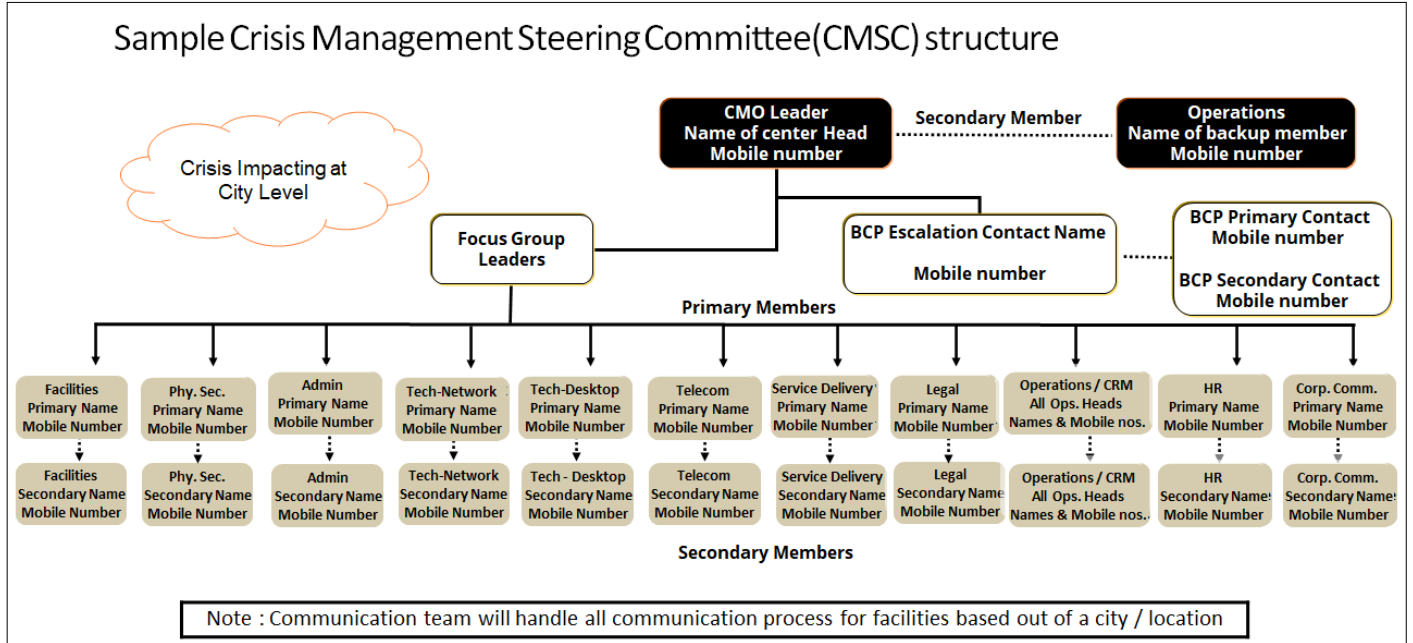 Sample Crisis Management Steering Committee(CMSC) structure
Crisis Impacting at
City Level
CMO Leader
Name of center Head
Mobile number
Secondary Member
Operations
Name of backup member
Mobile number
Focus Group
Leaders
BCP Escalation Contact Name
Mobile number
BCP Primary Contact
Mobile number
BCP Secondary Contact
Mobile number
Primary Members
Facilities
Primary Name
Mobile Number
Phy. Sec.
Primary Name
Mobile Number
Admin
Primary Name
Mobile Number
Tech-Network
Primary Name
Mobile Number
Tech-Desktop
Primary Name
Mobile Number
Telecom
Primary Name
Mobile Number
Service Delivery
Primary Name
Mobile Number
Legal
Primary Name
Mobile Number
Operations / CRM
All Ops. Heads
Names & Mobile nos.
HR
Primary Name
Mobile Number
Corp. Comm.
Primary Name
Mobile Number
Facilities
Secondary Name
Mobile Number
Phy. Sec.
Secondary Name
Mobile Number
Admin
Secondary Name
Mobile Number
Tech-Network
Secondary Name
Mobile Number
Tech - Desktop
Secondary Name
Mobile Number
Telecom
Secondary Name
Mobile Number
Service Delivery
Secondary Name
Mobile Number
Legal
Secondary Name
Mobile Number
Operations / CRM
All Ops. Heads
Names & Mobile nos.
HR
Secondary Name
Mobile Number
Corp. Comm.
Secondary Name
Mobile Number
Secondary Members
Note : Communication team will handle all communication process for facilities based out of a city / location